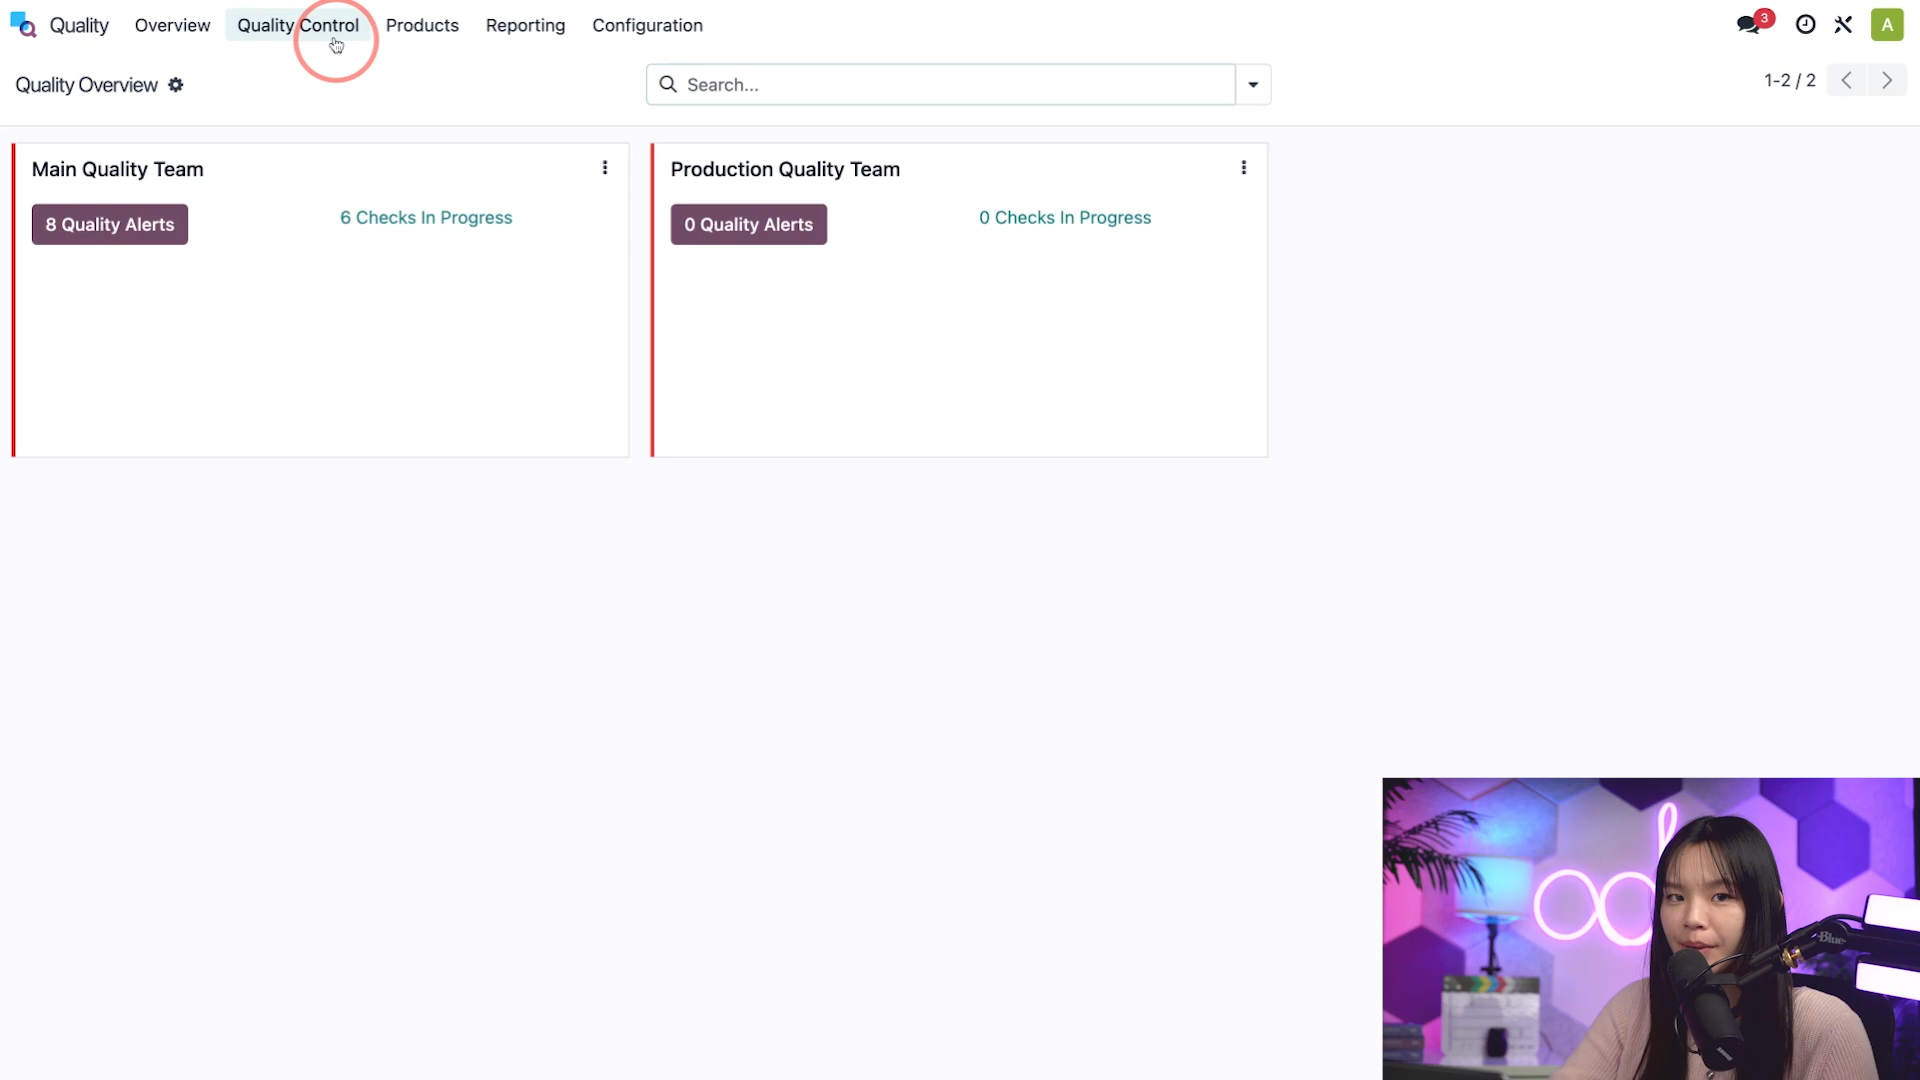 Quality Overview Quality Control Products Reporting Configuration 3 A
Quality Overview Search... 1-2 / 2
Main Quality Team
8 Quality Alerts 6 Checks In Progress
Production Quality Team
0 Quality Alerts 0 Checks In Progress
Blue